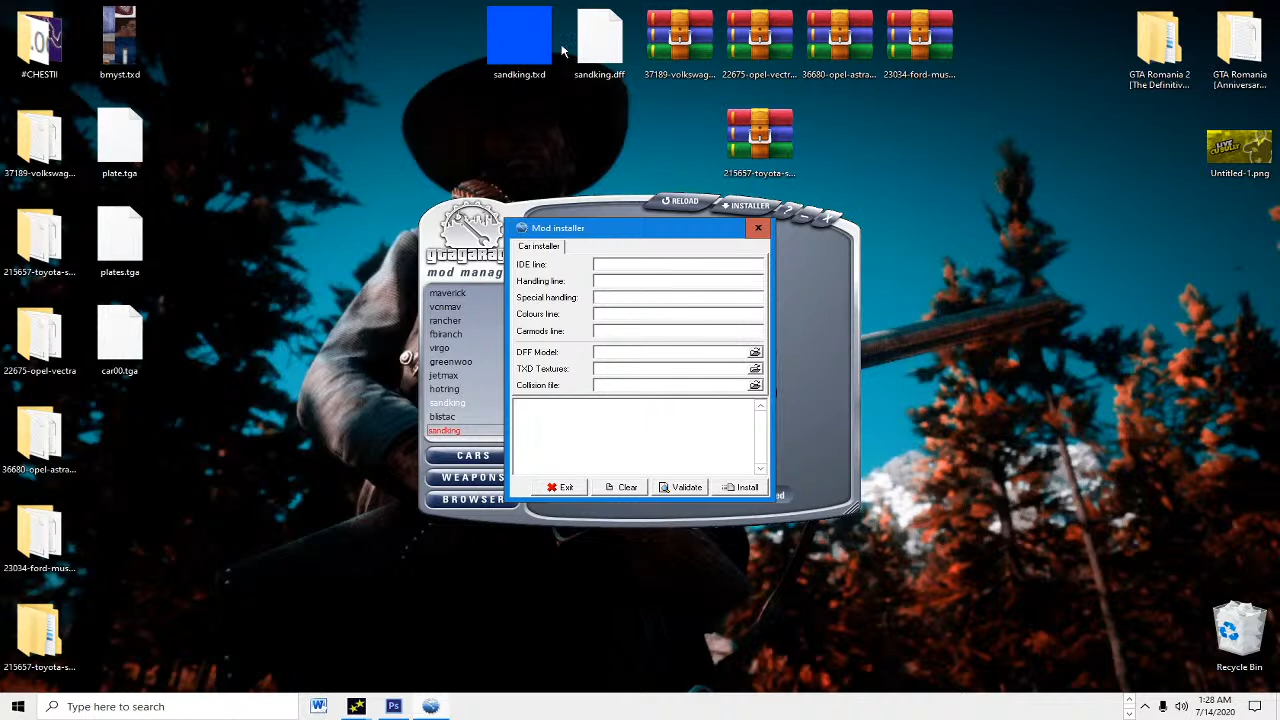 #CHESTII
bmyst.txd
sandking.txd
sandking.dff
37189-volkswag...
22675-opel-vectr...
36680-opel-astra...
23034-ford-mus...
GTA Romania 2
[The Definitiv...
GTA Romania
[Anniversar...
37189-volkswag...
plate.tga
215657-toyota-s...
Untitled-1.png
215657-toyota-s...
plates.tga
22675-opel-vectra
car00.tga
36680-opel-astra...
23034-ford-mus...
215657-toyota-s...
RELOAD
INSTALLER
?
mod manag
maverick
vcnmav
rancher
fbiranch
virgo
greenwoo
jetmax
hotring
sandking
blistac
sandking
CARS
WEAPONS
BROWSER
Mod installer
Car installer
IDE line:
Handling line:
Special handling:
Colours line:
Carmods line:
DFF Model:
TXD Textures:
Collision file:
Exit
Clear
Validate
Install
ed
Recycle Bin
Type here to search
1:28 AM
7/14/2020